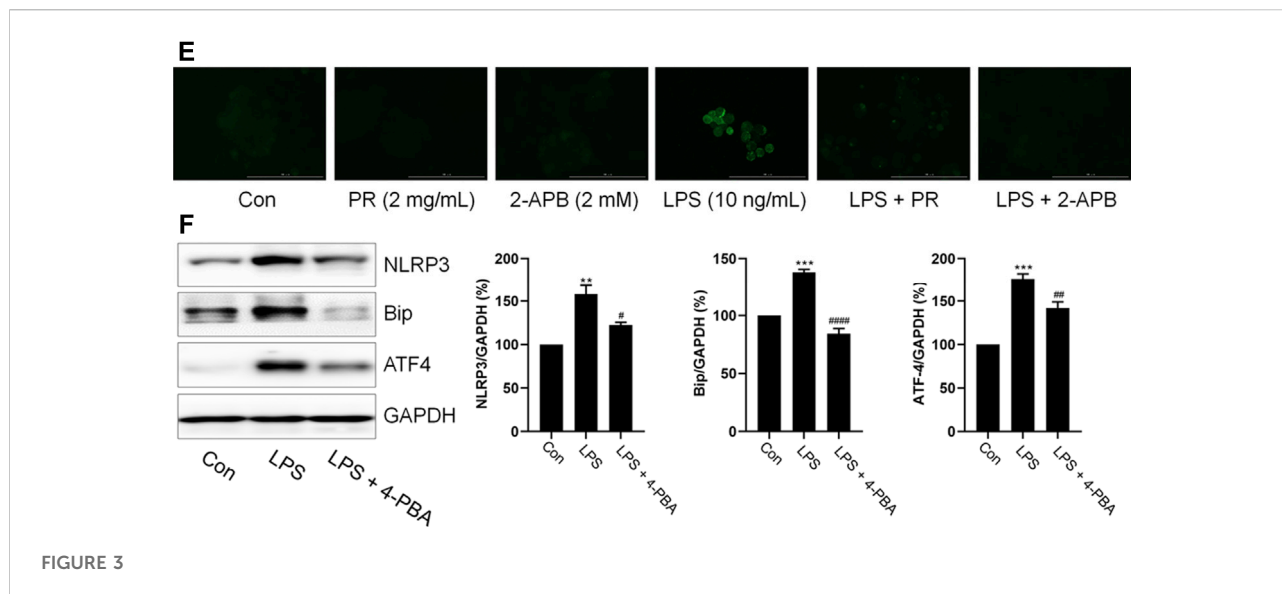 E
Con
PR (2 mg/mL)
2-APB (2 mM)
LPS (10 ng/mL)
LPS + PR
LPS + 2-APB
F
NLRP3
Bip
ATF4
GAPDH
Con
LPS
LPS + 4-PBA
NLRP3/GAPDH (%)
200
150
100
50
0
**
#
Con
LPS
LPS + 4-PBA
Bip/GAPDH (%)
150
100
50
0
***
####
Con
LPS
LPS + 4-PBA
ATF-4/GAPDH (%)
200
150
100
50
0
***
##
Con
LPS
LPS + 4-PBA
FIGURE 3